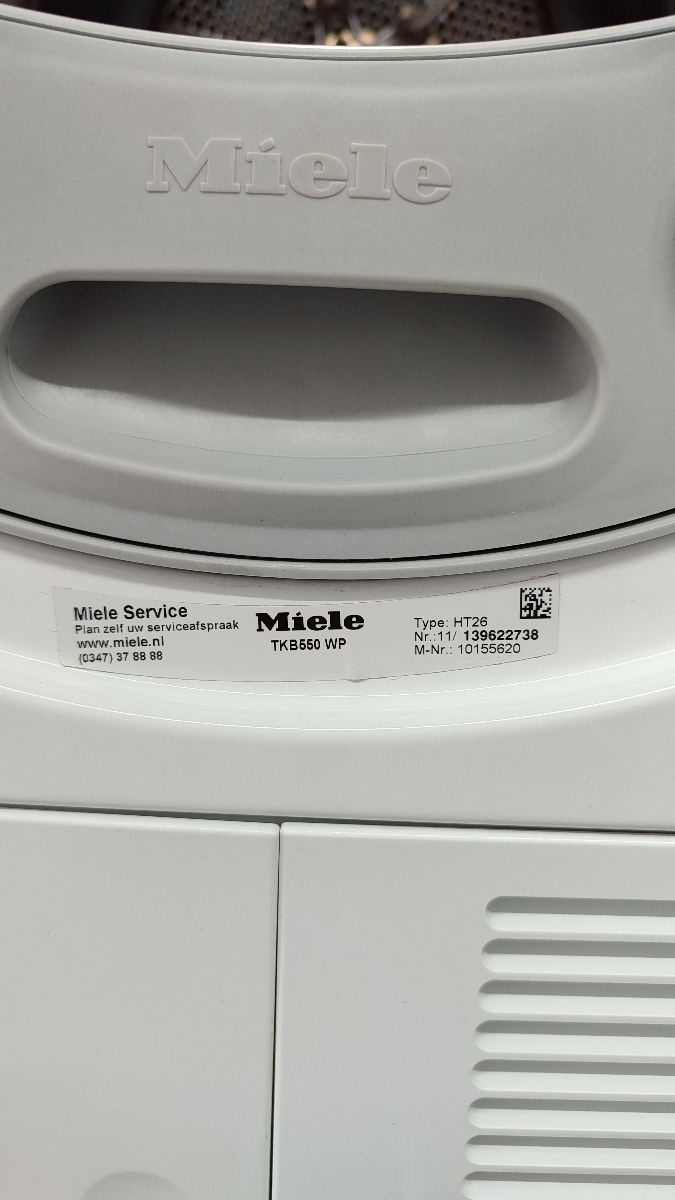 Miele
Miele Service
Plan zelf uw serviceafspraak
www.miele.nl
(0347) 37 88 88
Miele
TKB550 WP
Type: HT26
Nr.:11/ 139622738
M-Nr.: 10155620